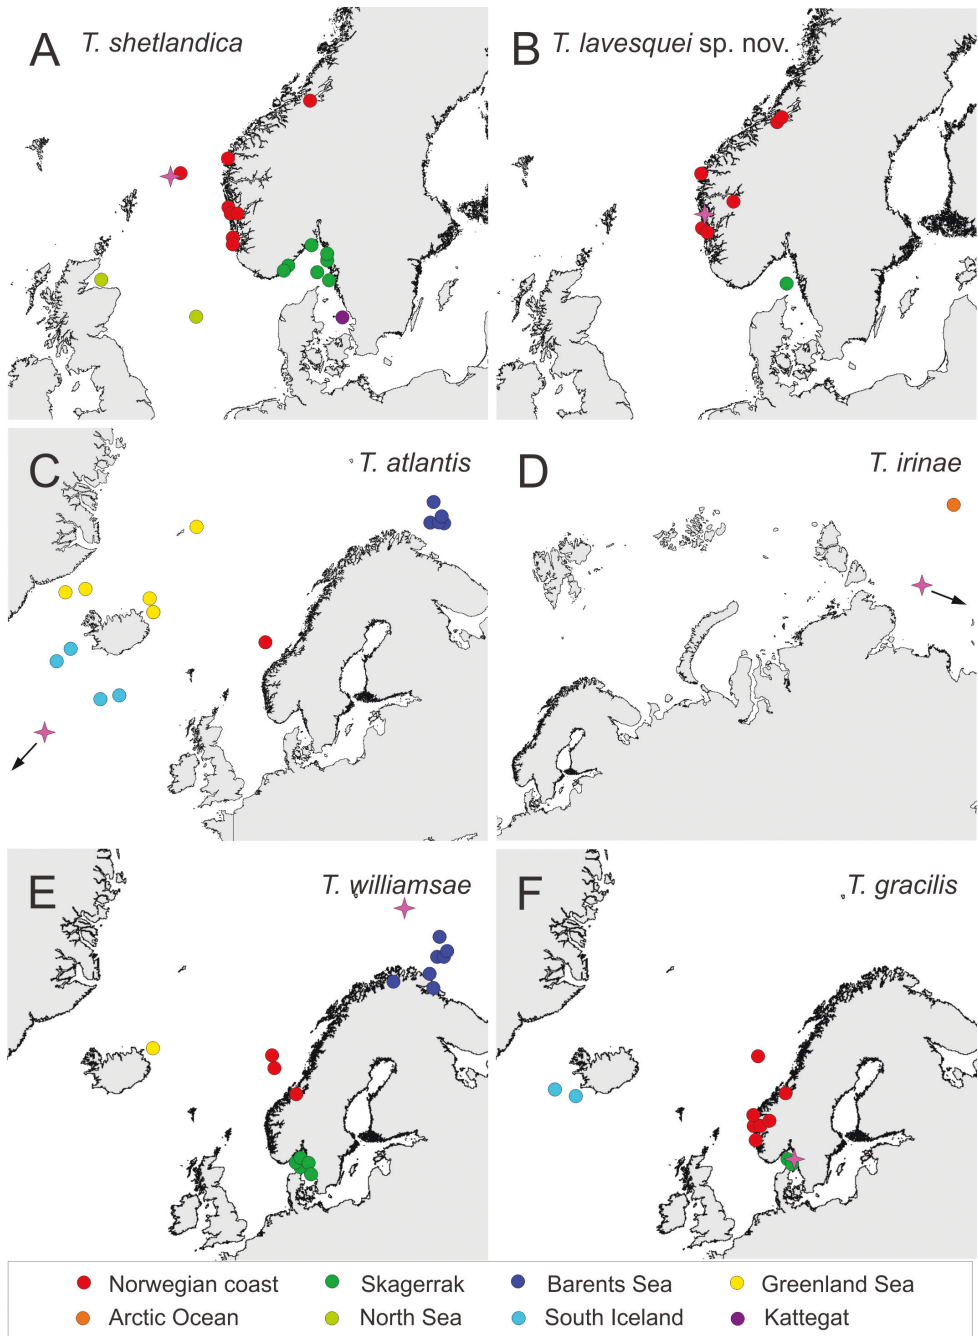 A T. shetlandica
B T. lavesquei sp. nov.
C T. atlantis
D T. irinae
E T. williamsae
F T. gracilis
Norwegian coast Skagerrak Barents Sea Greenland Sea
Arctic Ocean North Sea South Iceland Kattegat